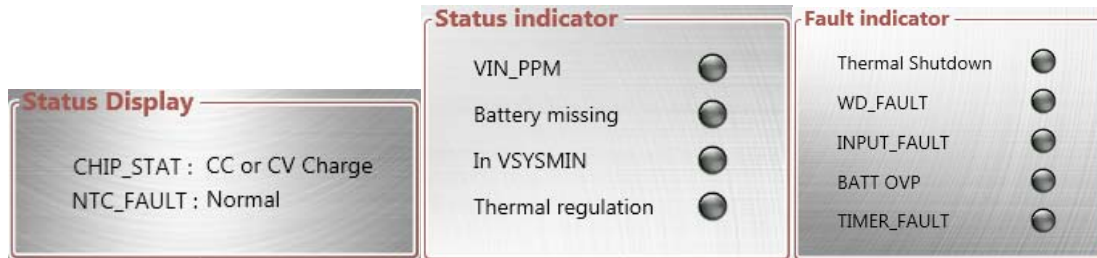 Status Display
CHIP_STAT : CC or CV Charge
NTC_FAULT : Normal
Status indicator
VIN_PPM
Battery missing
In VSYSMIN
Thermal regulation
Fault indicator
Thermal Shutdown
WD_FAULT
INPUT_FAULT
BATT OVP
TIMER_FAULT